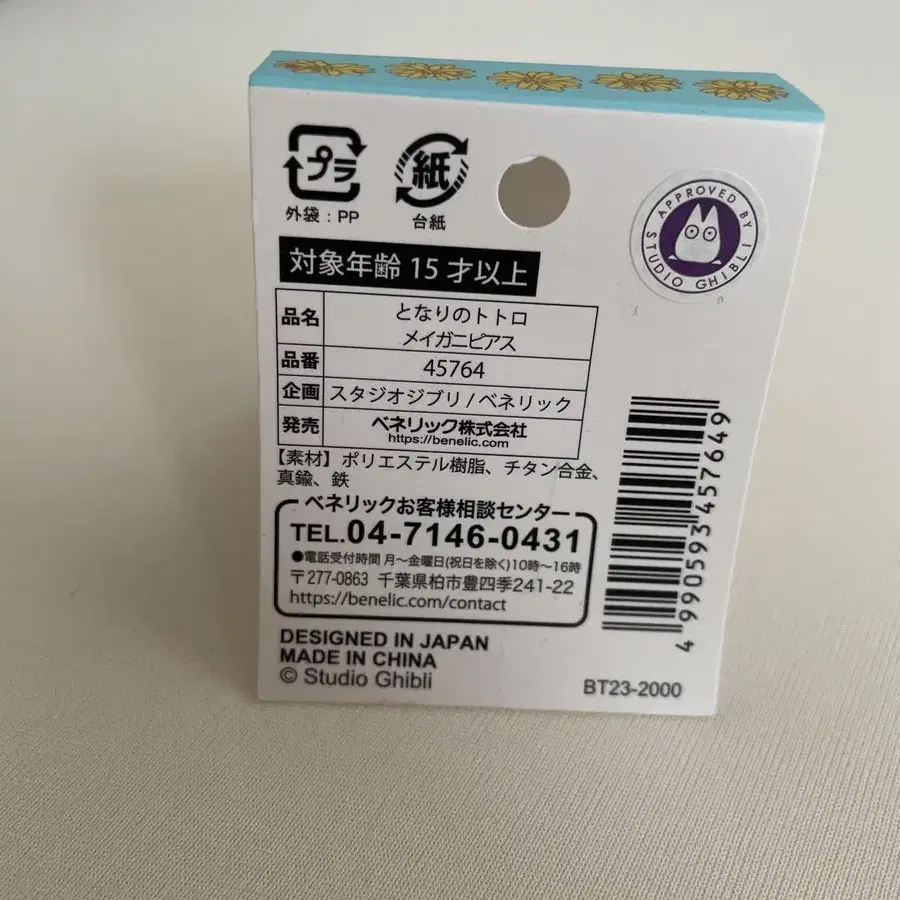 プラ
外袋：PP
紙
台紙
APPROVED BY STUDIO GHIBLI
対象年齢15才以上
品名 となりのトトロ
メイガニピアス
品番 45764
企画 スタジオジブリ/ベネリック
発売 ベネリック株式会社
https://benelic.com
【素材】ポリエステル樹脂、チタン合金、
真鍮、鉄
ベネリックお客様相談センター
TEL.04-7146-0431
●電話受付時間 月～金曜日(祝日を除く)10時～16時
〒277-0863 千葉県柏市豊四季241-22
https://benelic.com/contact
DESIGNED IN JAPAN
MADE IN CHINA
© Studio Ghibli
4990593457649
BT23-2000